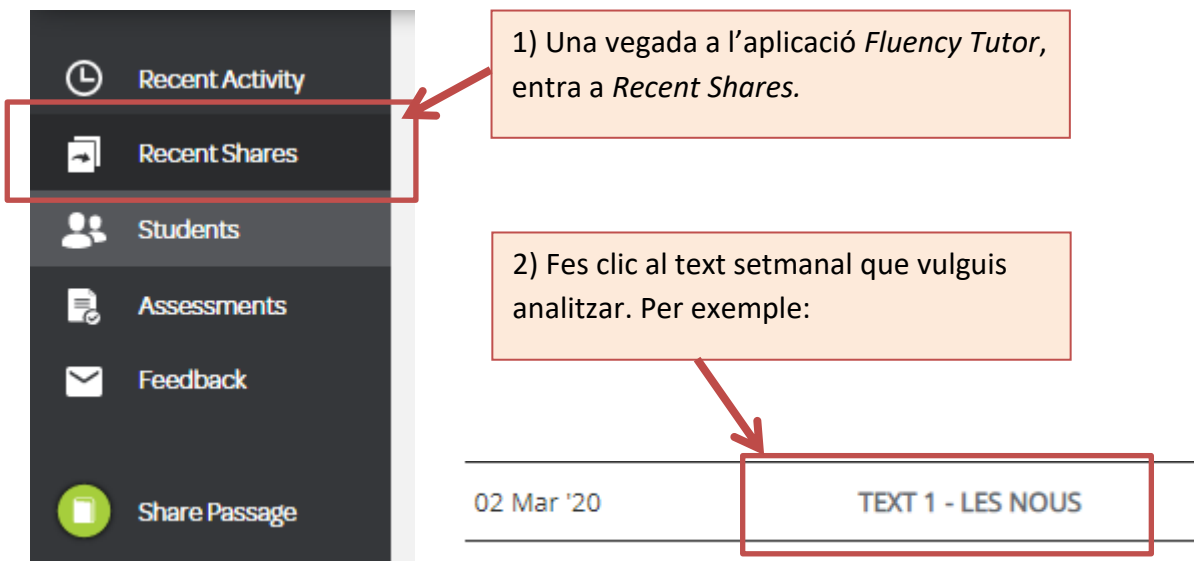 Recent Activity
Recent Shares
Students
Assessments
Feedback
Share Passage
1) Una vegada a l’aplicació Fluency Tutor,
entra a Recent Shares.
2) Fes clic al text setmanal que vulguis
analitzar. Per exemple:
02 Mar '20 TEXT 1 - LES NOUS